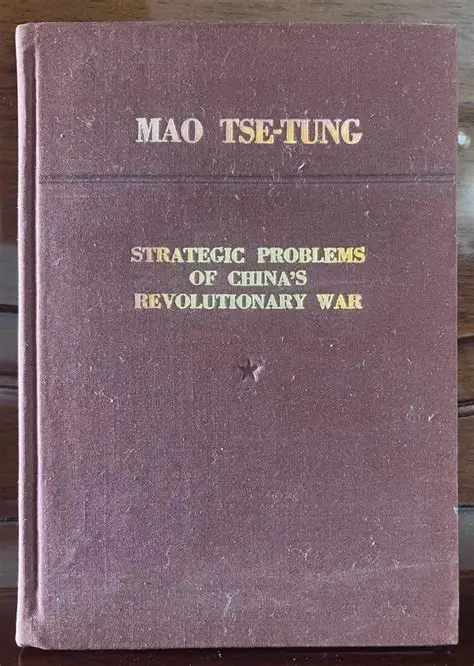 MAO TSE-TUNG
STRATEGIC PROBLEMS
OF CHINA'S
REVOLUTIONARY WAR